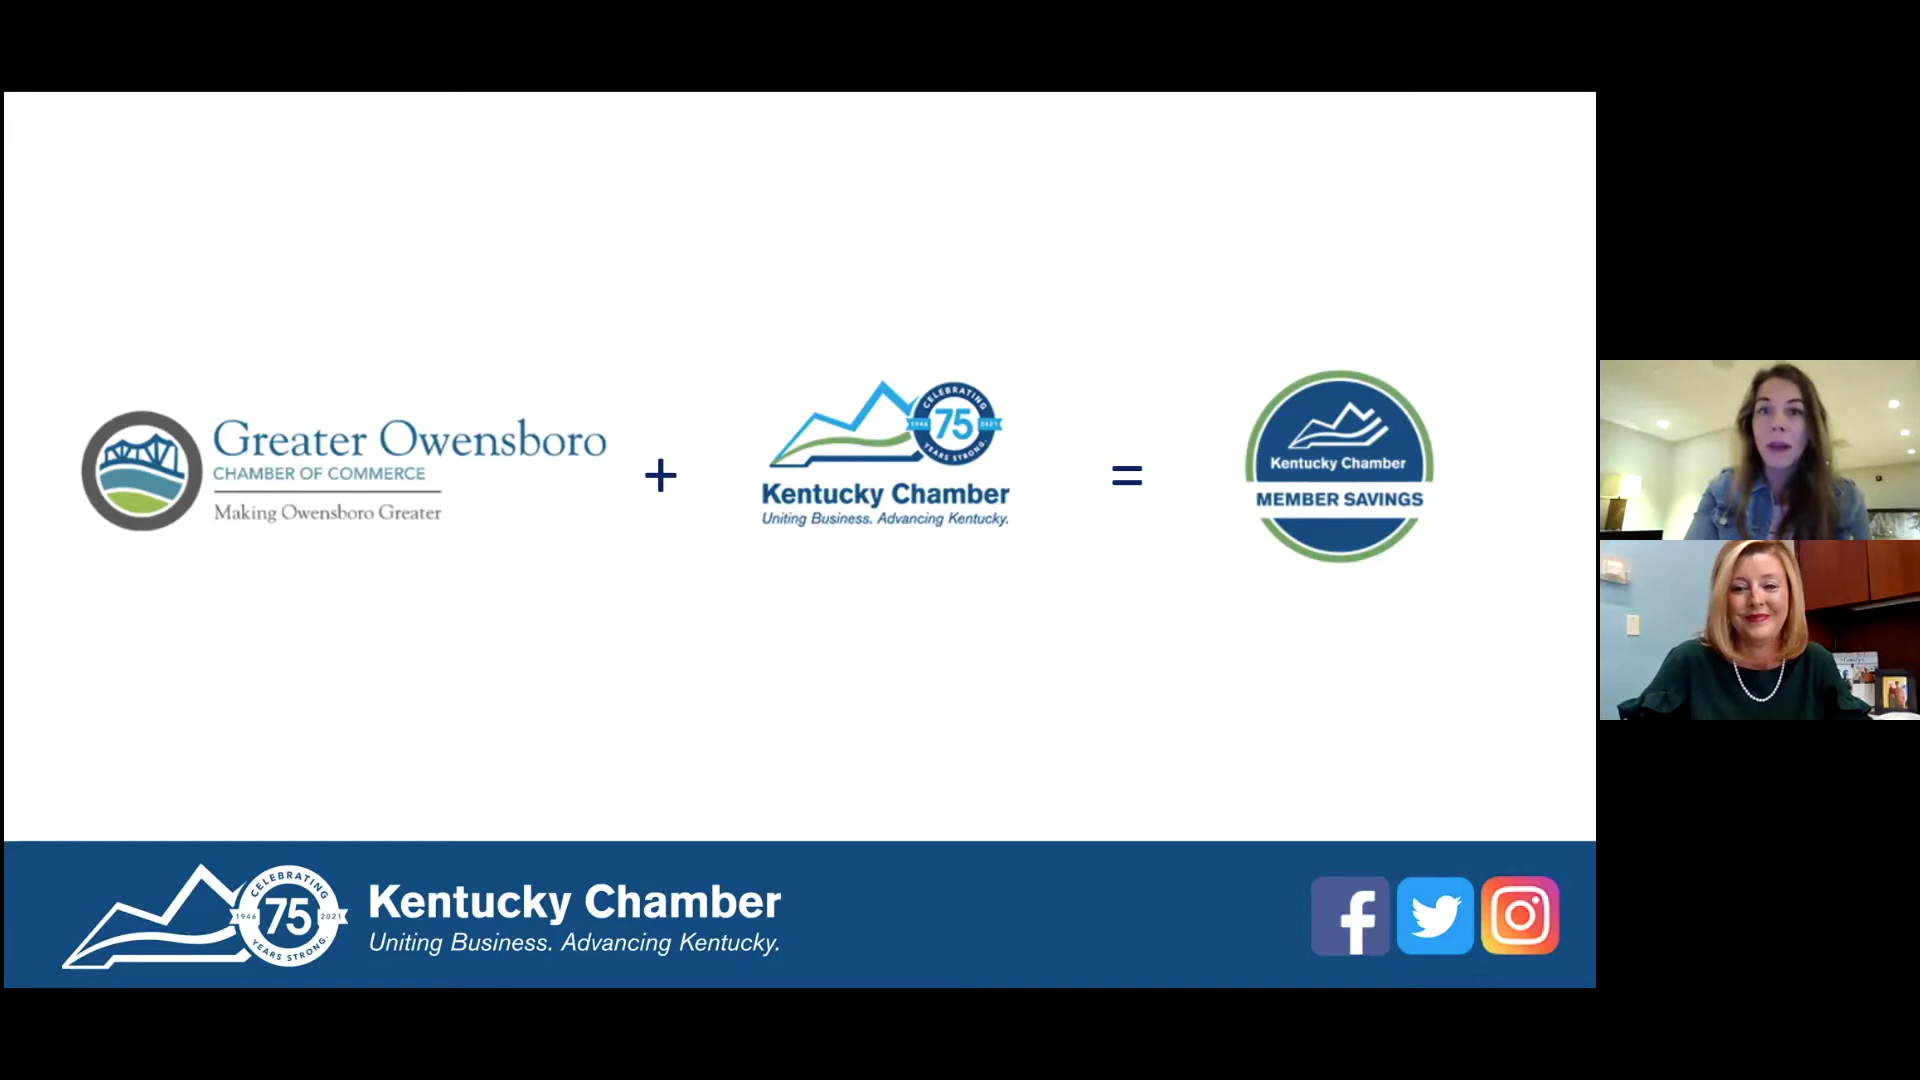 Greater Owensboro
CHAMBER OF COMMERCE
Making Owensboro Greater
+
CELEBRATING
75
1946 2021
YEARS STRONG.
Kentucky Chamber
Uniting Business. Advancing Kentucky.
=
Kentucky Chamber
MEMBER SAVINGS
CELEBRATING
75
1946 2021
YEARS STRONG.
Kentucky Chamber
Uniting Business. Advancing Kentucky.